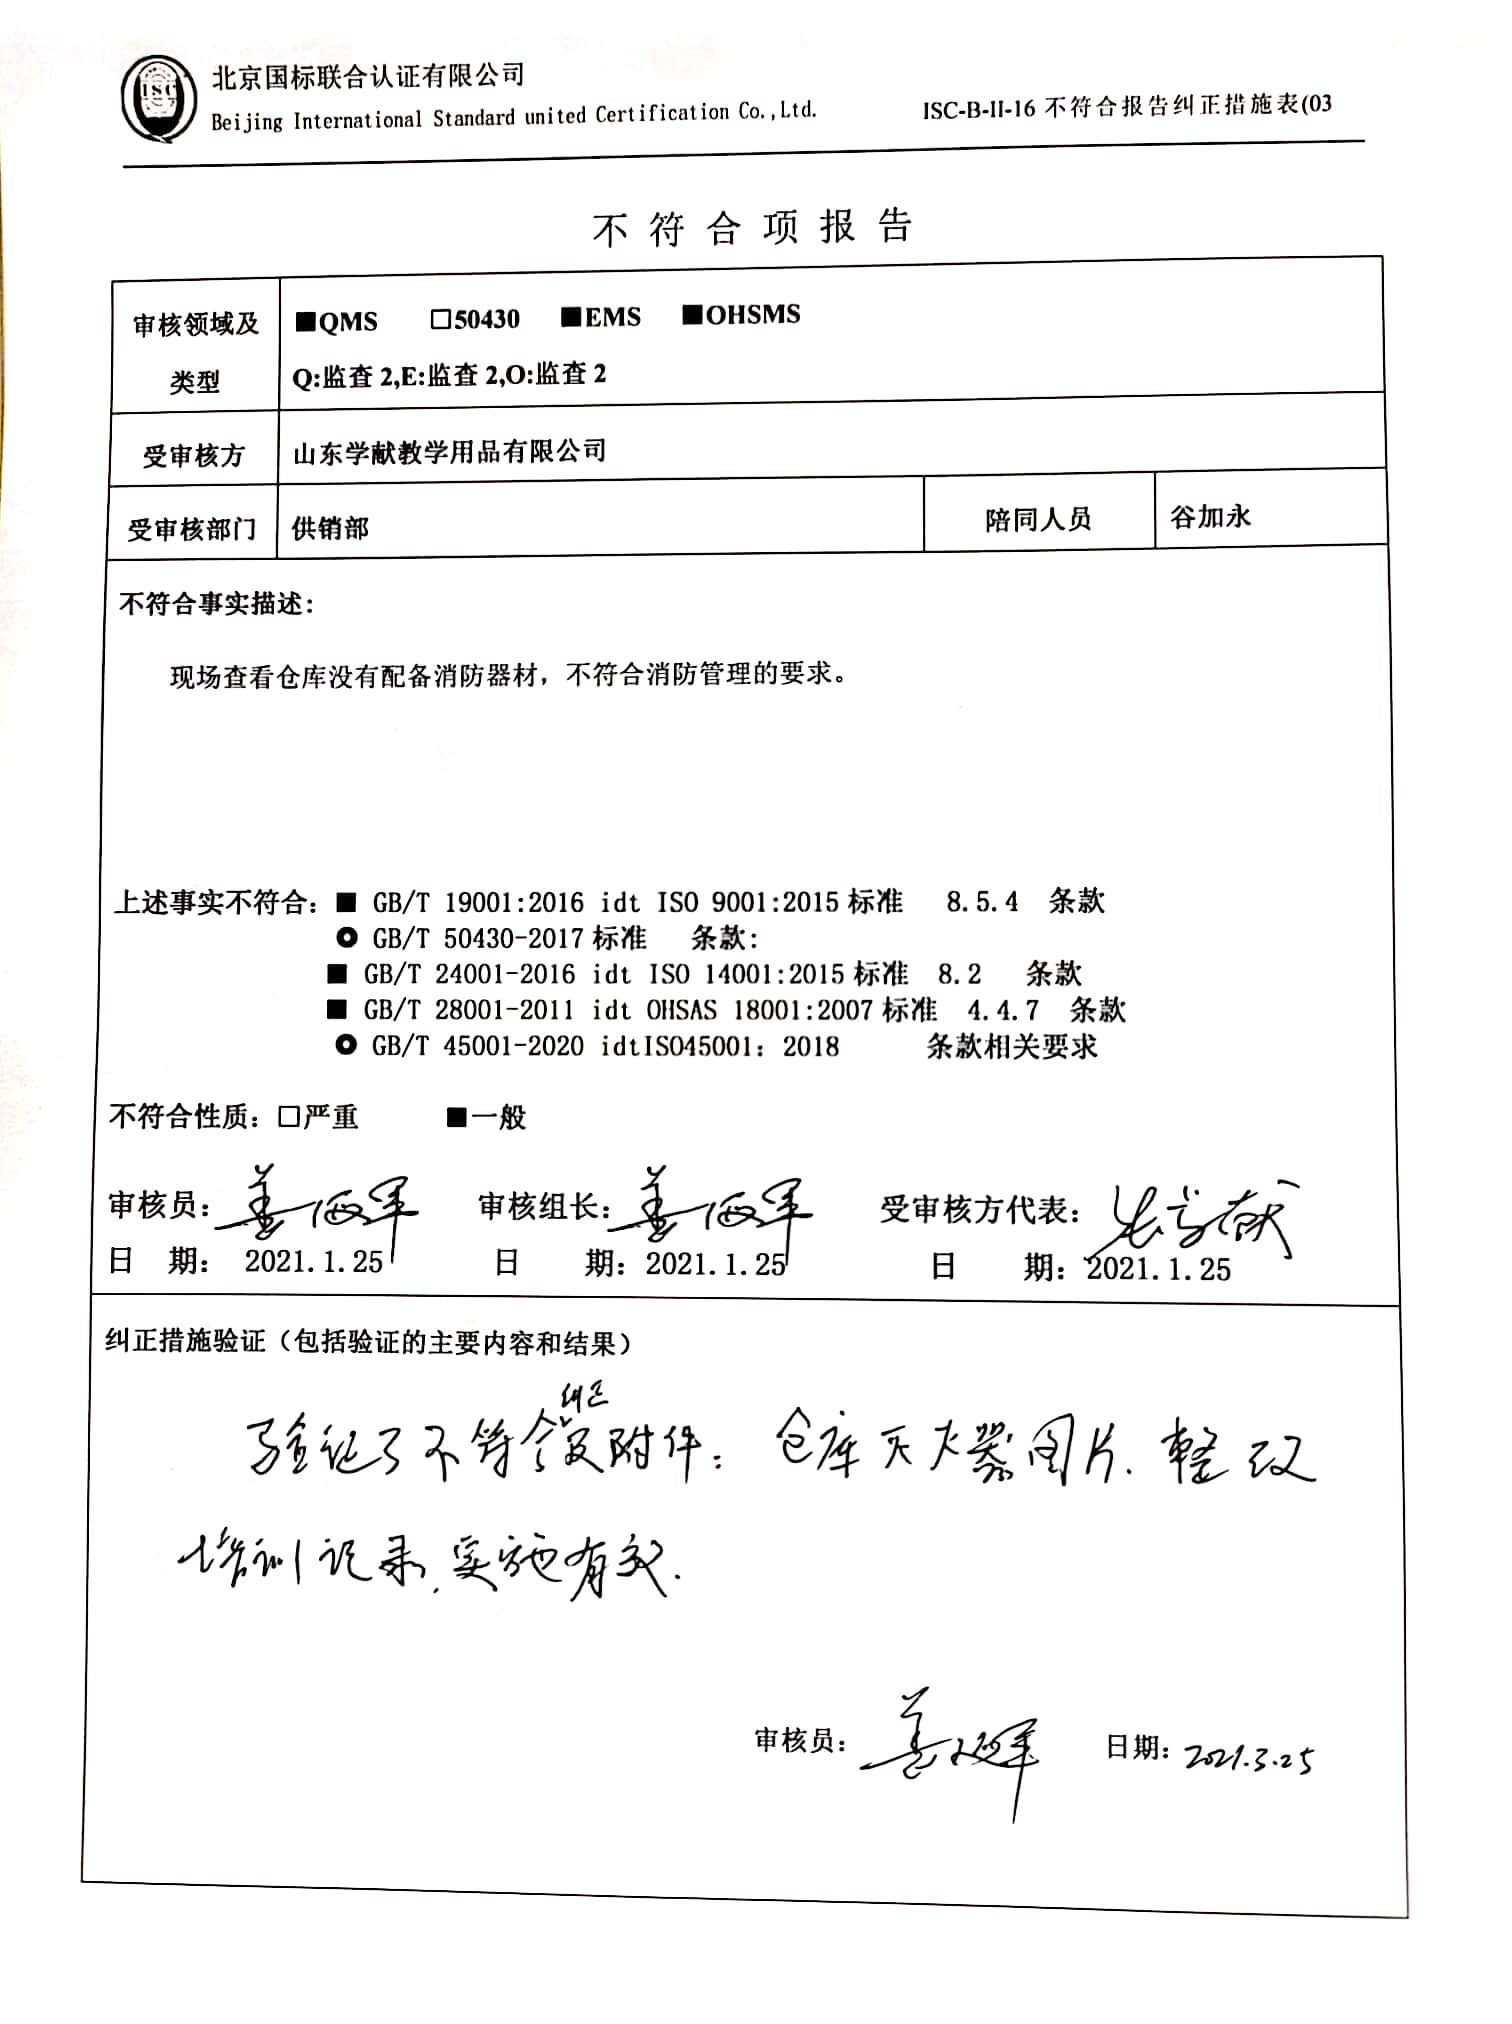 ISC
北京国标联合认证有限公司
Beijing International Standard united Certification Co.,Ltd.
ISC-B-II-16 不符合报告纠正措施表(03
不符合项报告
审核领域及类型
■QMS □50430 ■EMS ■OHSMS
Q:监查 2,E:监查 2,O:监查 2
受审核方 山东学献教学用品有限公司
受审核部门 供销部 陪同人员 谷加永
不符合事实描述:
现场查看仓库没有配备消防器材，不符合消防管理的要求。
上述事实不符合: ■ GB/T 19001:2016 idt ISO 9001:2015 标准 8.5.4 条款
GB/T 50430-2017 标准 条款:
■ GB/T 24001-2016 idt ISO 14001:2015 标准 8.2 条款
■ GB/T 28001-2011 idt OHSAS 18001:2007 标准 4.4.7 条款
GB/T 45001-2020 idtISO45001: 2018 条款相关要求
不符合性质: □严重 ■一般
审核员: 审核组长: 受审核方代表:
日 期: 2021.1.25 日 期: 2021.1.25 日 期: 2021.1.25
纠正措施验证（包括验证的主要内容和结果）
纠正
验证了不符合及附件: 仓库灭火器图片. 整改
培训记录, 实施有效.
审核员: 日期: 2021.3.25